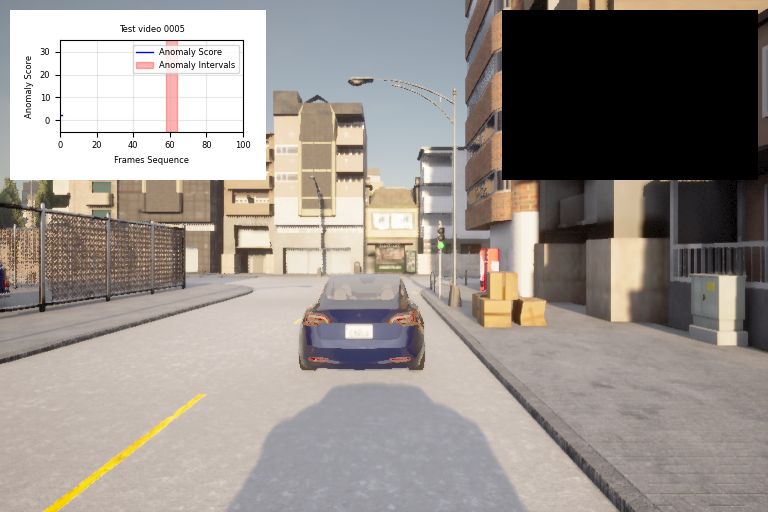 Test video 0005
Anomaly Score
Anomaly Intervals
Anomaly Score
30
20
10
0
0 20 40 60 80 100
Frames Sequence